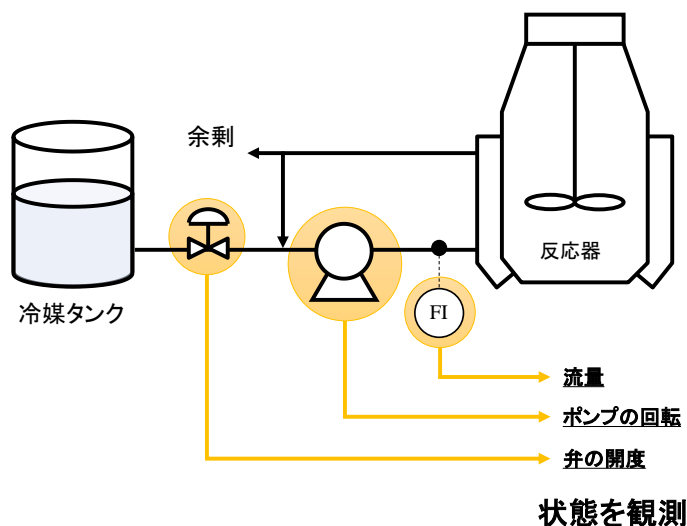 余剰
反応器
冷媒タンク
FI
流量
ポンプの回転
弁の開度
状態を観測